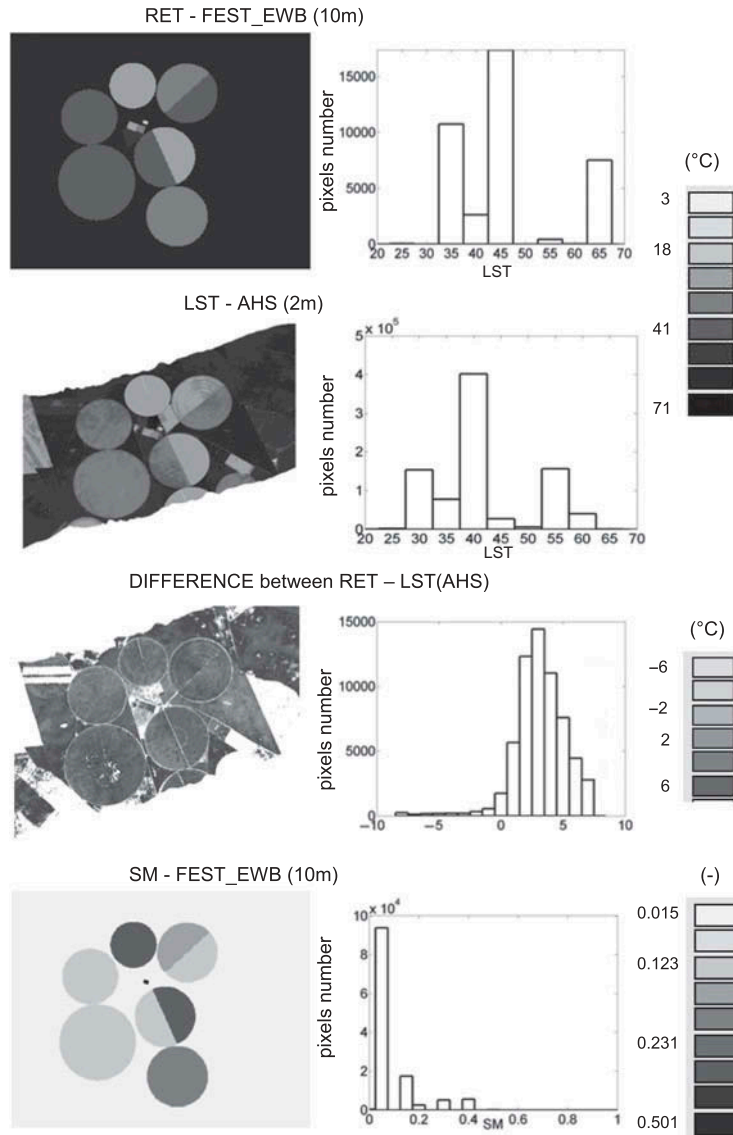 RET - FEST_EWB (10m)
pixels number
15000
10000
5000
0
20 25 30 35 40 45 50 55 60 65 70
LST
(°C)
3
18
41
71
LST - AHS (2m)
pixels number
5 x 10^5
4
3
2
1
0
20 25 30 35 40 45 50 55 60 65 70
LST
DIFFERENCE between RET – LST(AHS)
pixels number
15000
10000
5000
0
–10 –5 0 5 10
(°C)
–6
–2
2
6
SM - FEST_EWB (10m)
pixels number
10 x 10^4
8
6
4
2
0
0 0.2 0.4 0.6 0.8 1
SM
(-)
0.015
0.123
0.231
0.501